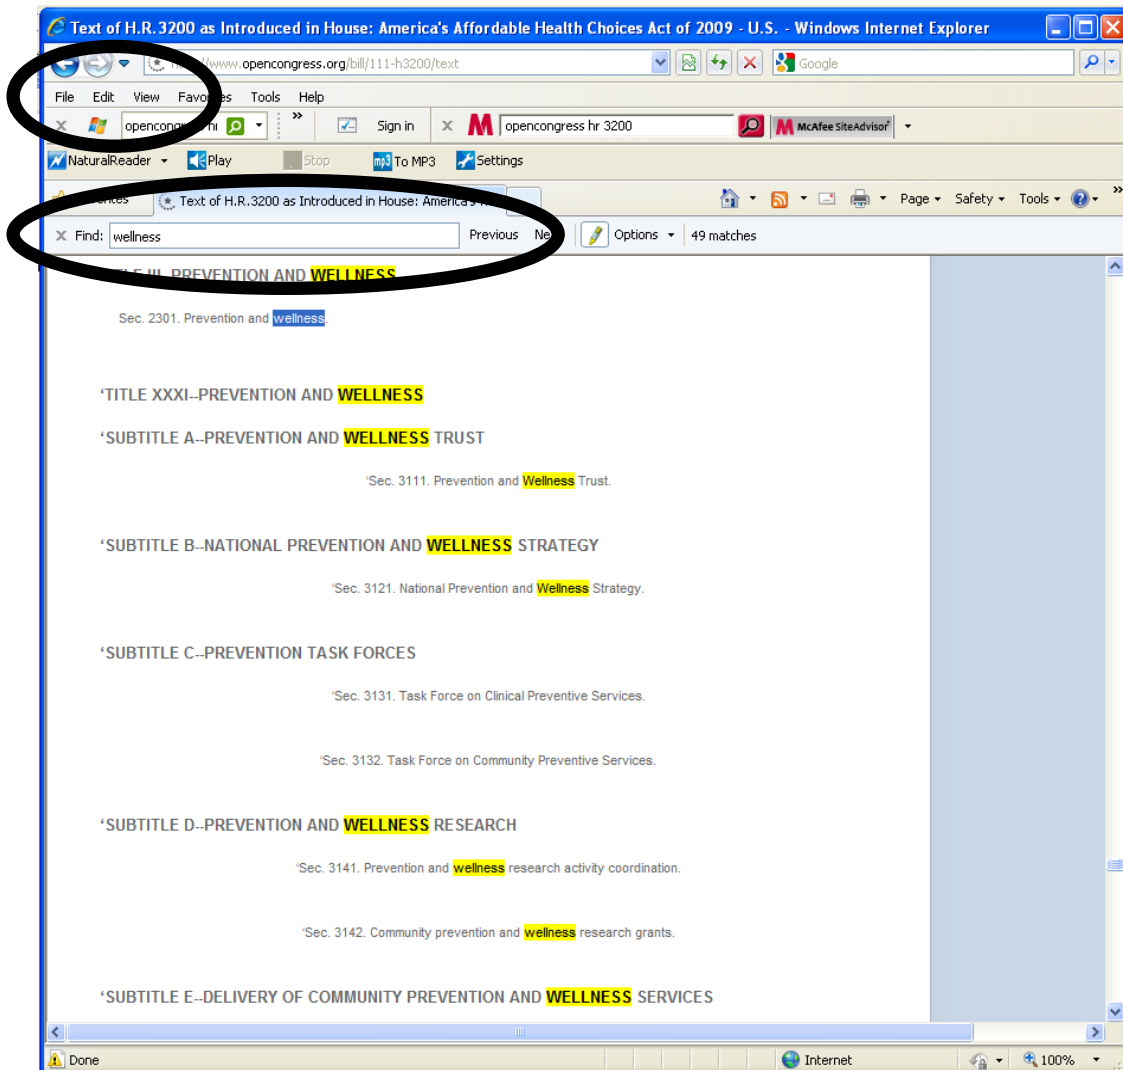 Text of H.R.3200 as Introduced in House: America's Affordable Health Choices Act of 2009 - U.S. - Windows Internet Explorer
www.opencongress.org/bill/111-h3200/text Google
File Edit View Tools Help
X » Sign in X M opencongress hr 3200 M McAfee SiteAdvisor
NaturalReader Play Stop mp3 To MP3 Settings
Text of H.R.3200 as Introduced in House: Page Safety Tools »
X Find: wellness Previous Options 49 matches
III PREVENTION AND WELLNESS
Sec. 2301. Prevention and wellness.
‘TITLE XXXI--PREVENTION AND WELLNESS
‘SUBTITLE A--PREVENTION AND WELLNESS TRUST
‘Sec. 3111. Prevention and Wellness Trust.
‘SUBTITLE B--NATIONAL PREVENTION AND WELLNESS STRATEGY
‘Sec. 3121. National Prevention and Wellness Strategy.
‘SUBTITLE C--PREVENTION TASK FORCES
‘Sec. 3131. Task Force on Clinical Preventive Services.
‘Sec. 3132. Task Force on Community Preventive Services.
‘SUBTITLE D--PREVENTION AND WELLNESS RESEARCH
‘Sec. 3141. Prevention and wellness research activity coordination.
‘Sec. 3142. Community prevention and wellness research grants.
‘SUBTITLE E--DELIVERY OF COMMUNITY PREVENTION AND WELLNESS SERVICES
Done Internet 100%